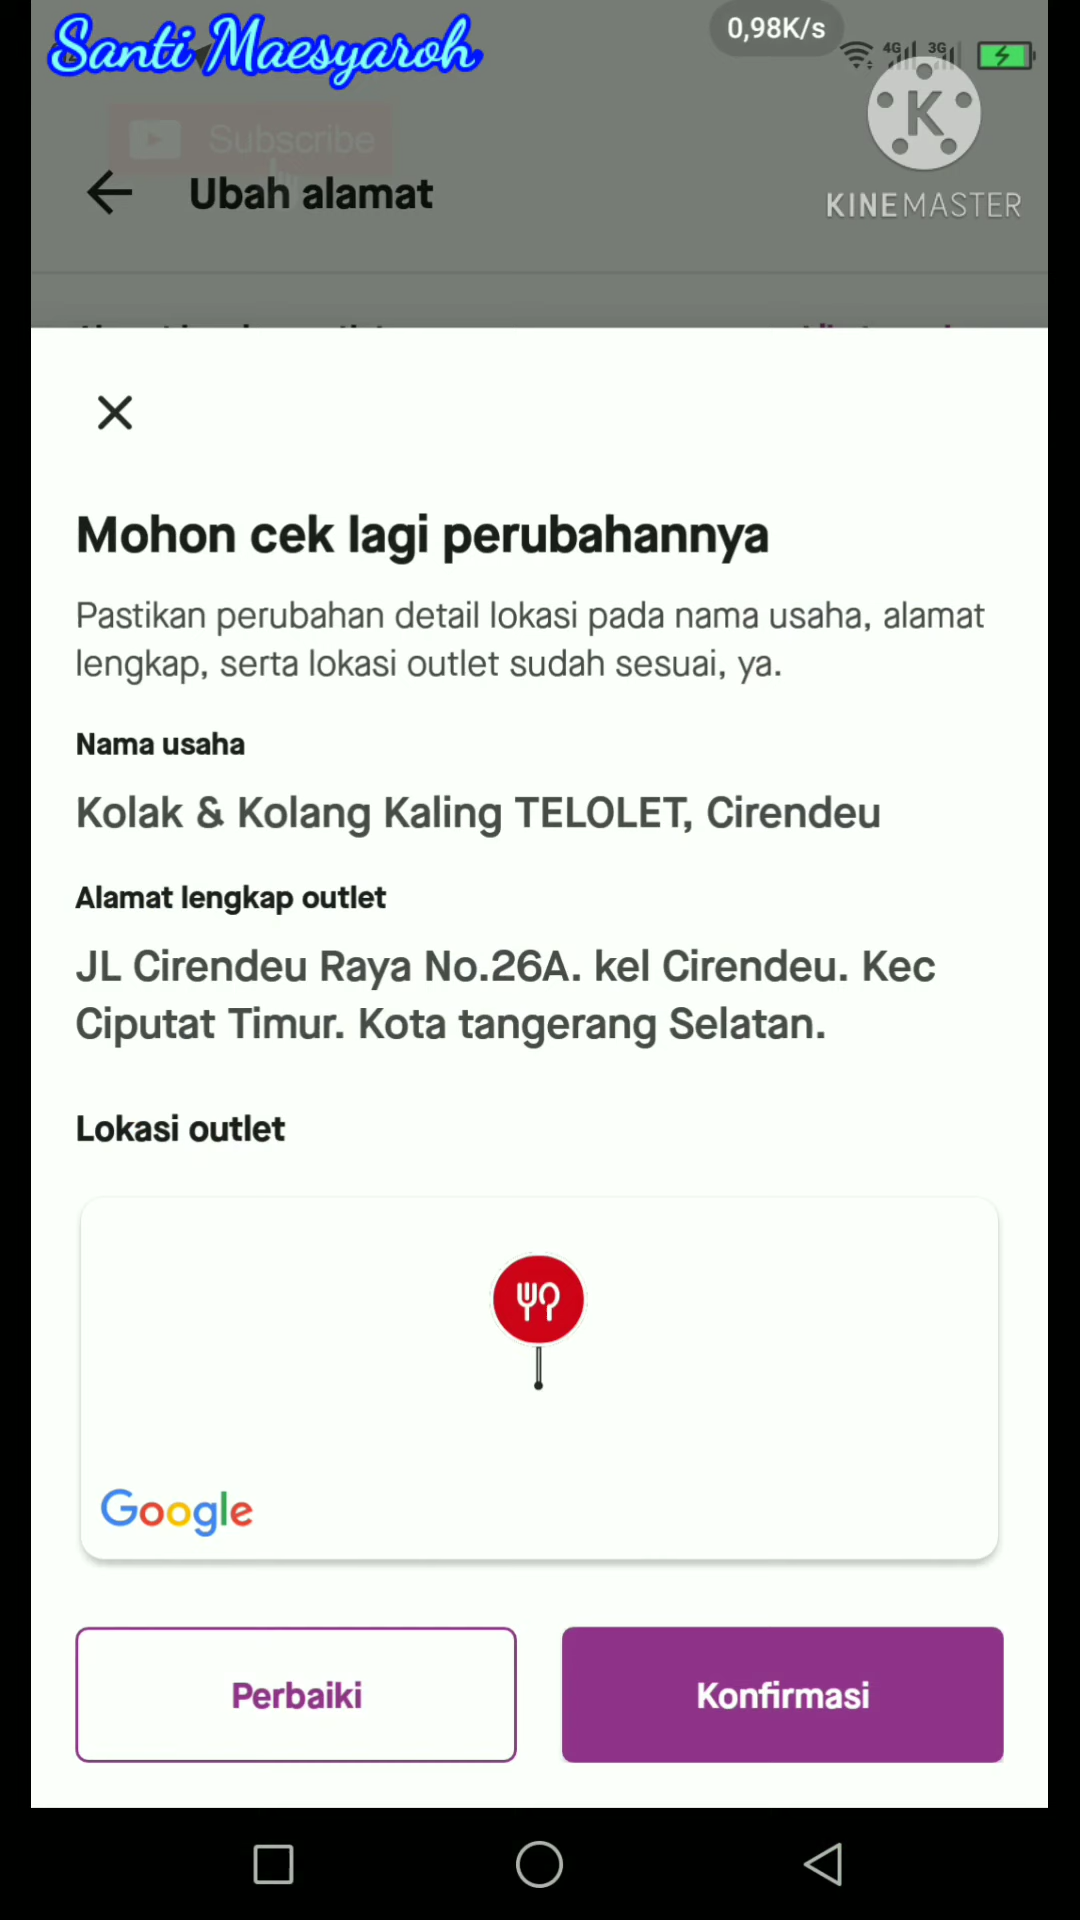 Santi Maesyaroh
0,98K/s
4G
3G
Subscribe
K
Ubah alamat
KINEMASTER
Mohon cek lagi perubahannya
Pastikan perubahan detail lokasi pada nama usaha, alamat
lengkap, serta lokasi outlet sudah sesuai, ya.
Nama usaha
Kolak & Kolang Kaling TELOLET, Cirendeu
Alamat lengkap outlet
JL Cirendeu Raya No.26A. kel Cirendeu. Kec
Ciputat Timur. Kota tangerang Selatan.
Lokasi outlet
Google
Perbaiki
Konfirmasi